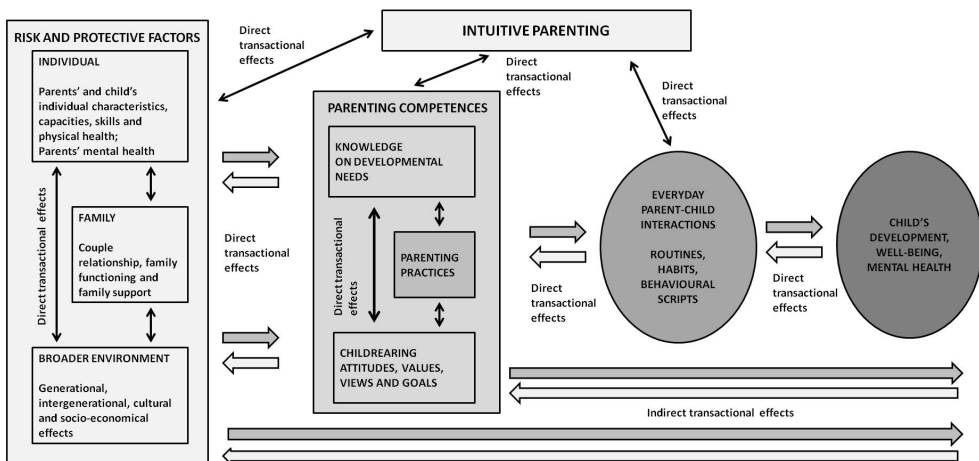 RISK AND PROTECTIVE FACTORS
INDIVIDUAL
Parents' and child's
individual characteristics,
capacities, skills and
physical health;
Parents' mental health
Direct transactional effects
FAMILY
Couple
relationship, family
functioning and
family support
BROADER ENVIRONMENT
Generational,
intergenerational, cultural
and socio-economical
effects
Direct
transactional
effects
INTUITIVE PARENTING
Direct
transactional
effects
Direct
transactional
effects
Direct
transactional
effects
PARENTING COMPETENCES
KNOWLEDGE
ON DEVELOPMENTAL
NEEDS
Direct transactional
effects
PARENTING
PRACTICES
CHILDREARING
ATTITUDES, VALUES,
VIEWS AND GOALS
Direct
transactional
effects
EVERYDAY
PARENT-CHILD
INTERACTIONS
ROUTINES,
HABITS,
BEHAVIOURAL
SCRIPTS
Direct
transactional
effects
CHILD'S
DEVELOPMENT,
WELL-BEING,
MENTAL HEALTH
Indirect transactional effects